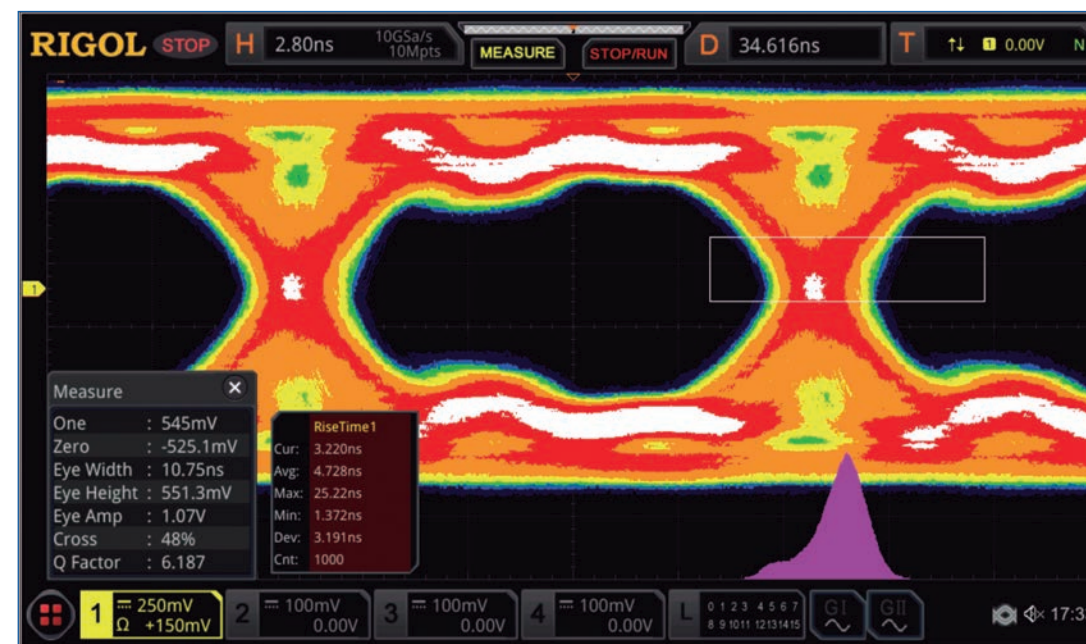 RIGOL STOP H 2.80ns 10GSa/s 10Mpts MEASURE STOP/RUN D 34.616ns T 1 0.00V N
1
Measure
One : 545mV
Zero : -525.1mV
Eye Width : 10.75ns
Eye Height : 551.3mV
Eye Amp : 1.07V
Cross : 48%
Q Factor : 6.187
RiseTime1
Cur: 3.220ns
Avg: 4.728ns
Max: 25.22ns
Min: 1.372ns
Dev: 3.191ns
Cnt: 1000
1 250mV 2 100mV 3 100mV 4 100mV L 0 1 2 3 4 5 6 7 GI GII 17:3
Ω +150mV 0.00V 0.00V 0.00V 8 9 10 11 12 13 14 15